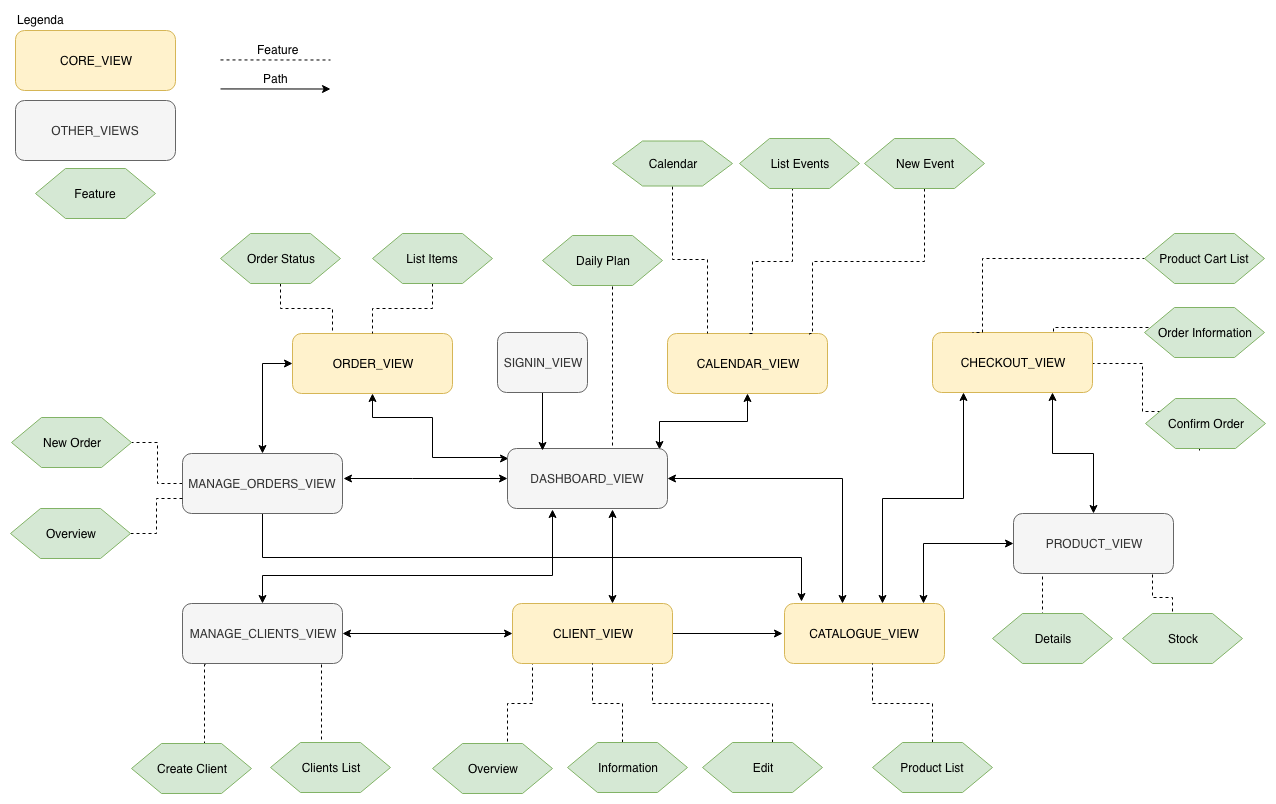 Legenda
CORE_VIEW
Feature
Path
OTHER_VIEWS
Feature
Calendar
List Events
New Event
Order Status
List Items
Daily Plan
Product Cart List
Order Information
ORDER_VIEW
SIGNIN_VIEW
CALENDAR_VIEW
CHECKOUT_VIEW
Confirm Order
New Order
MANAGE_ORDERS_VIEW
DASHBOARD_VIEW
Overview
PRODUCT_VIEW
MANAGE_CLIENTS_VIEW
CLIENT_VIEW
CATALOGUE_VIEW
Details
Stock
Create Client
Clients List
Overview
Information
Edit
Product List